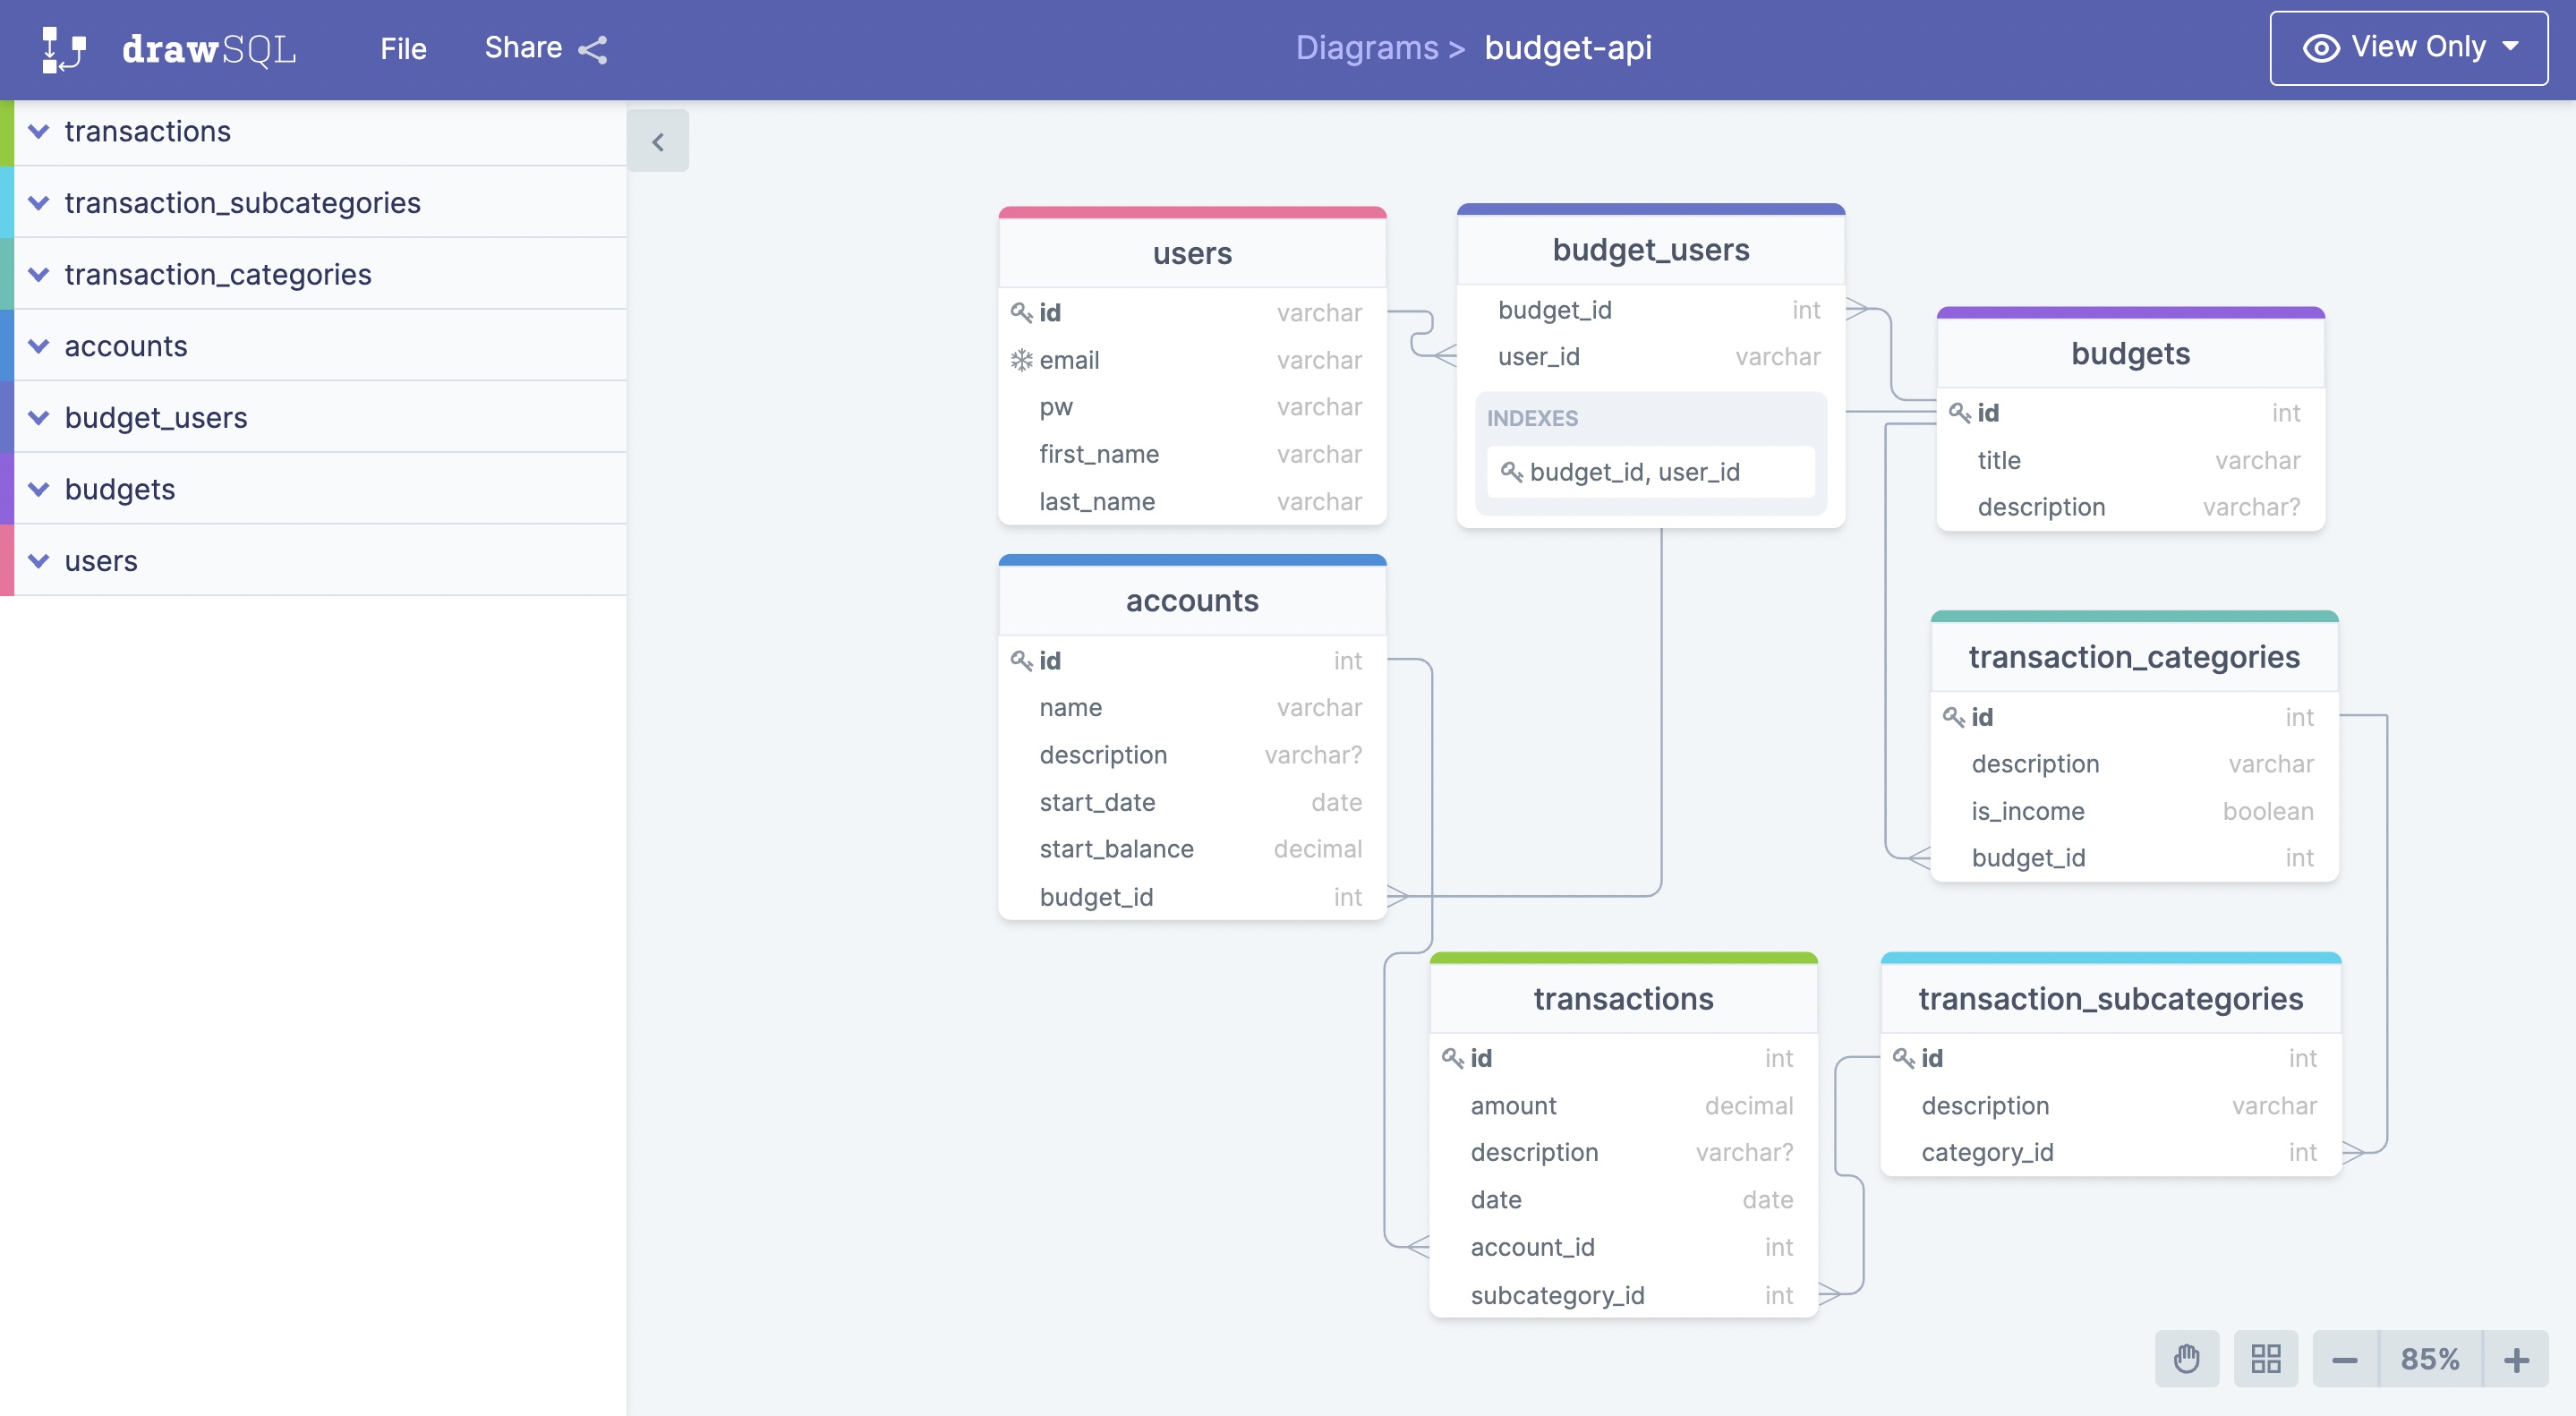 drawSQL File Share Diagrams > budget-api View Only
transactions
transaction_subcategories
transaction_categories
accounts
budget_users
budgets
users
users
id varchar
email varchar
pw varchar
first_name varchar
last_name varchar
budget_users
budget_id int
user_id varchar
INDEXES
budget_id, user_id
budgets
id int
title varchar
description varchar?
accounts
id int
name varchar
description varchar?
start_date date
start_balance decimal
budget_id int
transaction_categories
id int
description varchar
is_income boolean
budget_id int
transactions
id int
amount decimal
description varchar?
date date
account_id int
subcategory_id int
transaction_subcategories
id int
description varchar
category_id int
85%